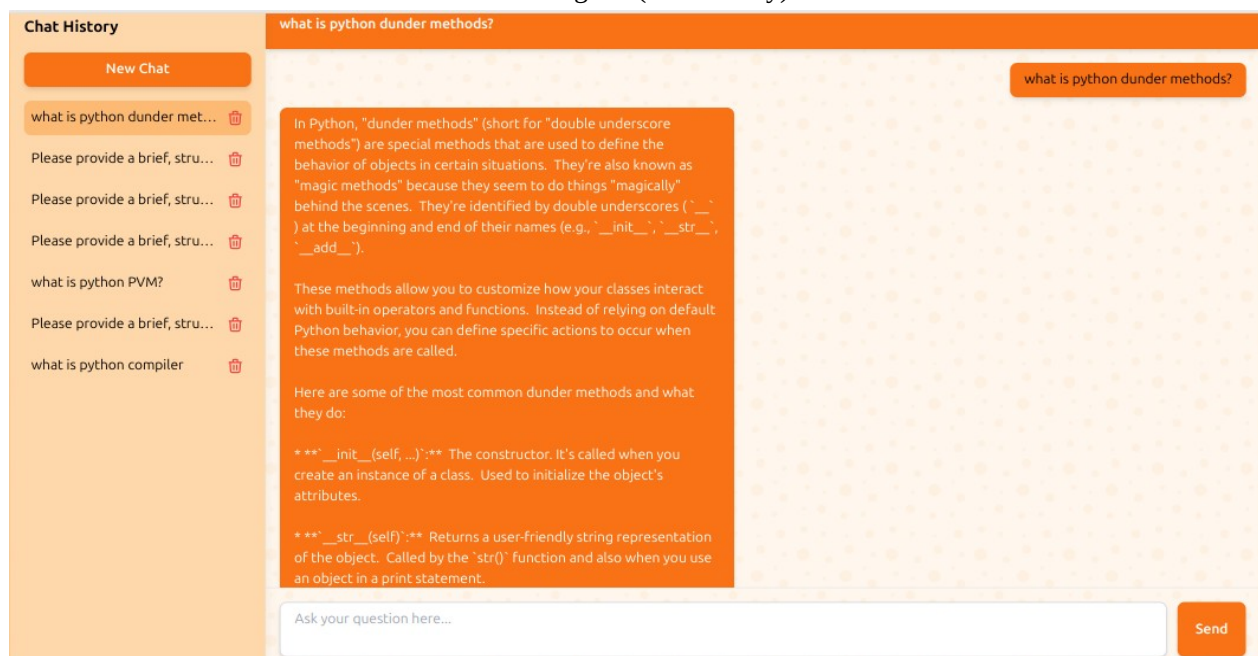 Chat History
New Chat
what is python dunder met...
Please provide a brief, stru...
Please provide a brief, stru...
Please provide a brief, stru...
what is python PVM?
Please provide a brief, stru...
what is python compiler
what is python dunder methods?
what is python dunder methods?
In Python, "dunder methods" (short for "double underscore
methods") are special methods that are used to define the
behavior of objects in certain situations.  They're also known as
"magic methods" because they seem to do things "magically"
behind the scenes.  They're identified by double underscores ( `__`
) at the beginning and end of their names (e.g., `__init__`, `__str__`,
`__add__`).
These methods allow you to customize how your classes interact
with built-in operators and functions.  Instead of relying on default
Python behavior, you can define specific actions to occur when
these methods are called.
Here are some of the most common dunder methods and what
they do:
* **`__init__(self, ...)`:**  The constructor. It's called when you
create an instance of a class.  Used to initialize the object's
attributes.
* **`__str__(self)`:**  Returns a user-friendly string representation
of the object.  Called by the `str()` function and also when you use
an object in a print statement.
Ask your question here...
Send